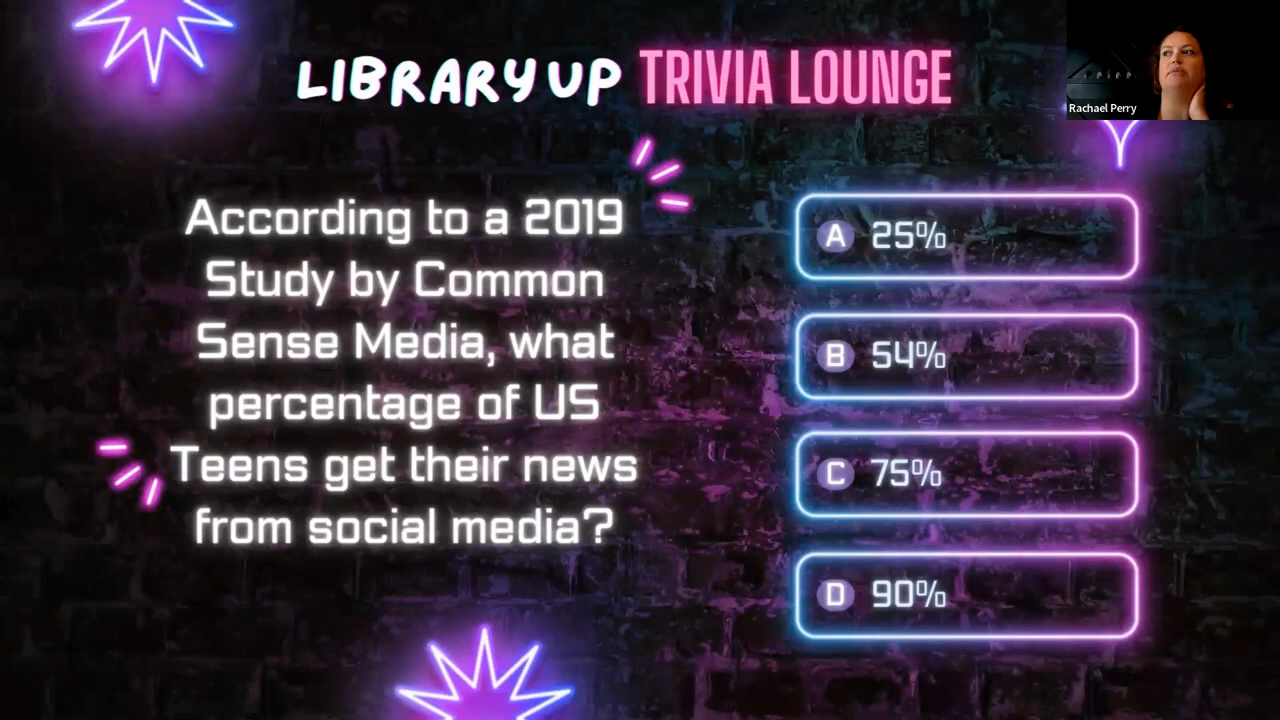 LIBRARYUP TRIVIA LOUNGE
Rachael Perry
According to a 2019
Study by Common
Sense Media, what
percentage of US
Teens get their news
from social media?
A 25%
B 54%
C 75%
D 90%